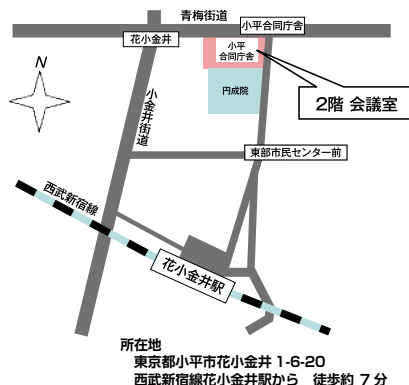 青梅街道
小平合同庁舎
花小金井
小平
合同庁舎
N
円成院
2階 会議室
小金井街道
東部市民センター前
西武新宿線
花小金井駅
所在地
東京都小平市花小金井 1-6-20
西武新宿線花小金井駅から 徒歩約 7 分